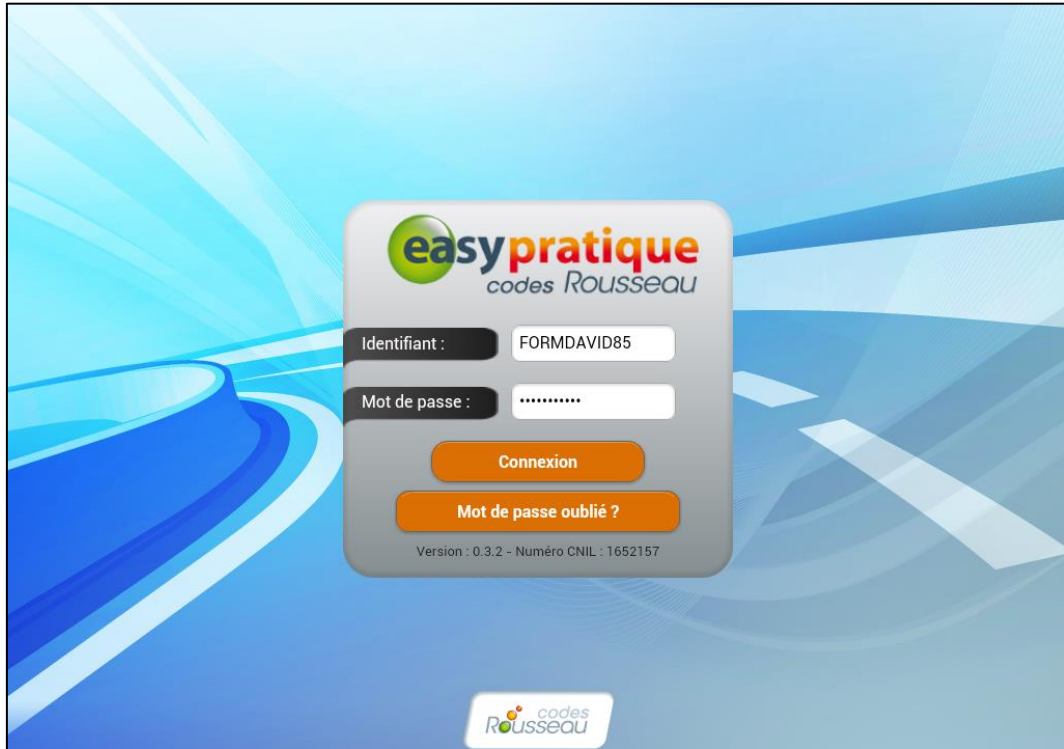 easypratique
codes Rousseau
Identifiant : FORMDAVID85
Mot de passe : •••••••••••
Connexion
Mot de passe oublié ?
Version : 0.3.2 - Numéro CNIL : 1652157
codes
Rousseau